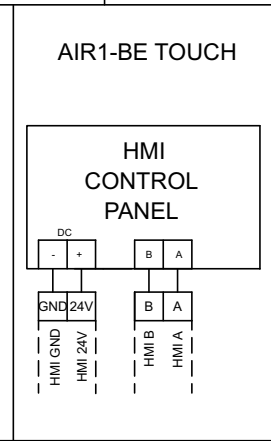 AIR1-BE TOUCH
HMI
CONTROL
PANEL
DC
- + B A
GND 24V B A
HMI GND
HMI 24V
HMI B
HMI A